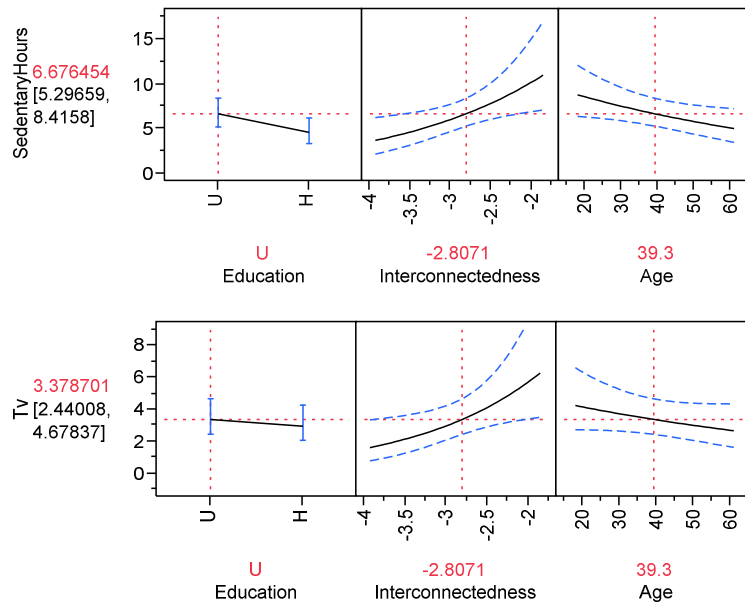 SedentaryHours
6.676454
[5.29659,
8.4158]
15
10
5
0
U
H
-4
-3.5
-3
-2.5
-2
20
30
40
50
60
U
-2.8071
39.3
Education
Interconnectedness
Age
Tv
3.378701
[2.44008,
4.67837]
8
6
4
2
0
U
H
-4
-3.5
-3
-2.5
-2
20
30
40
50
60
U
-2.8071
39.3
Education
Interconnectedness
Age